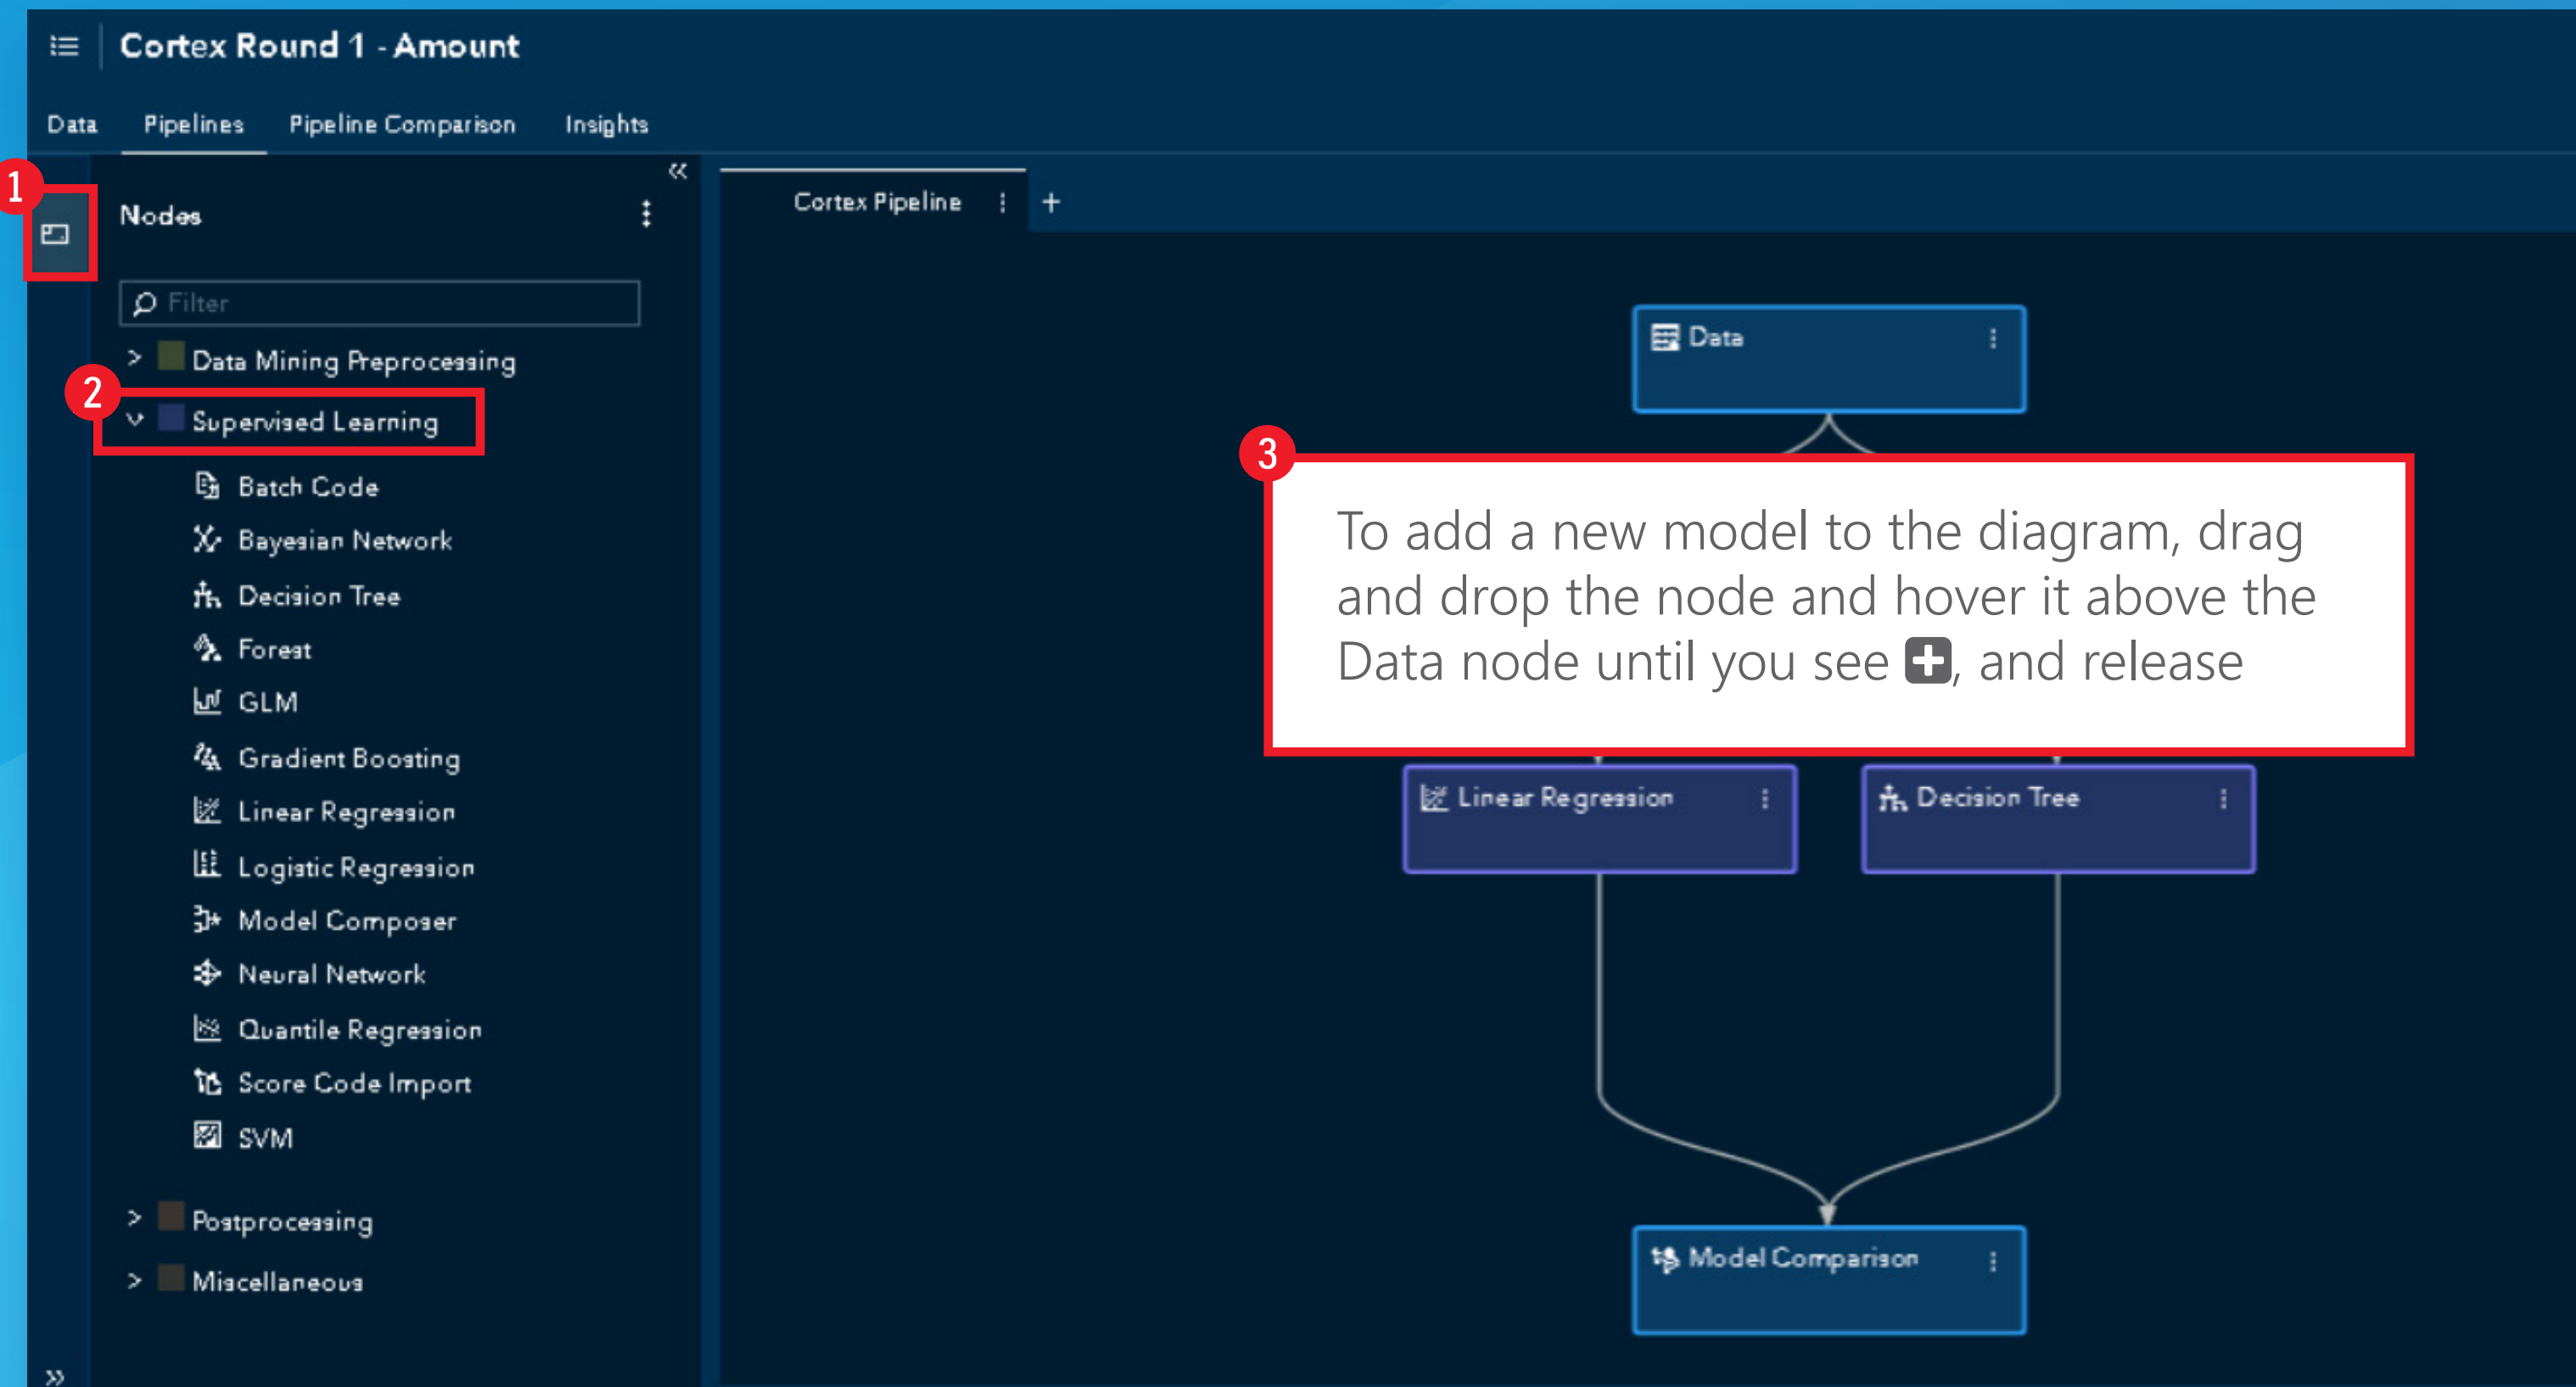 Cortex Round 1 - Amount
Data Pipelines Pipeline Comparison Insights
1
Nodes
Cortex Pipeline
Filter
Data Mining Preprocessing
2
Supervised Learning
Batch Code
Bayesian Network
Decision Tree
Forest
GLM
Gradient Boosting
Linear Regression
Logistic Regression
Model Composer
Neural Network
Quantile Regression
Score Code Import
SVM
Postprocessing
Miscellaneous
Data
3
To add a new model to the diagram, drag
and drop the node and hover it above the
Data node until you see +, and release
Linear Regression
Decision Tree
Model Comparison